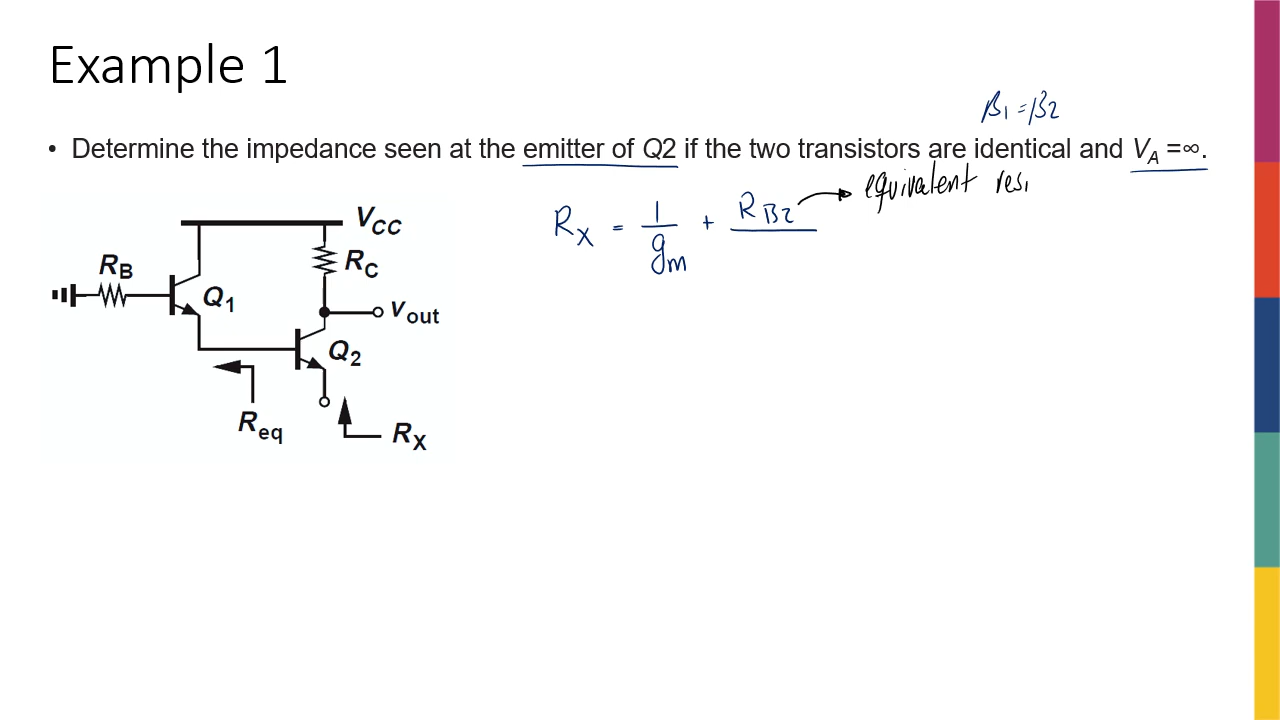 Example 1
β1 = β2
• Determine the impedance seen at the emitter of Q2 if the two transistors are identical and VA =∞.
equivalent resi
RX = 1/gm + RB2
VCC
RC
RB
Q1
vout
Q2
Req
RX